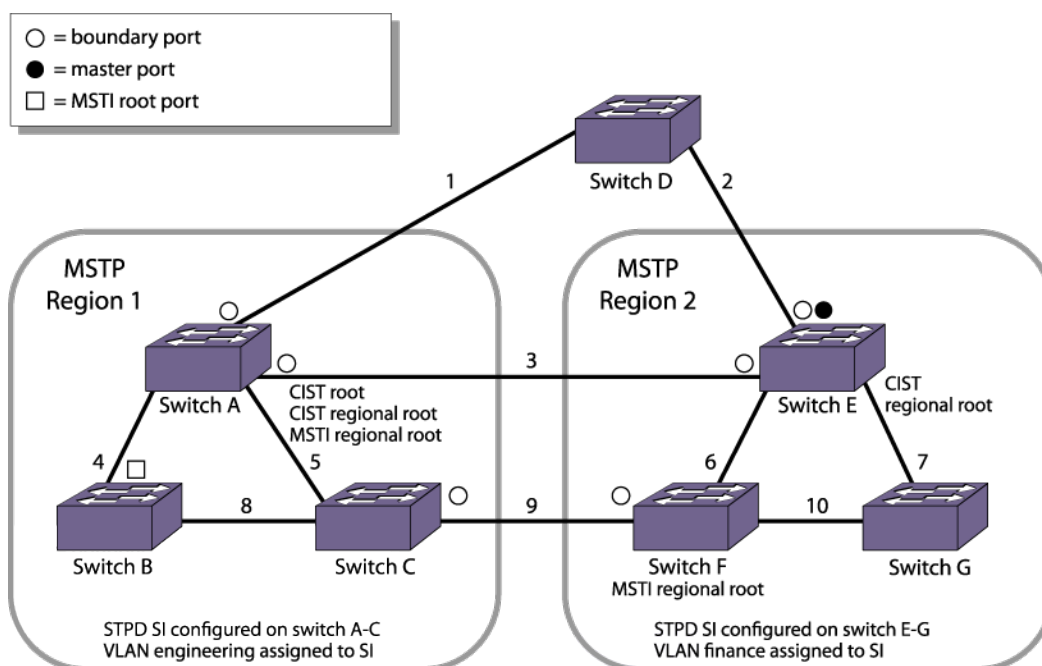 = boundary port
= master port
= MSTI root port
Switch D
1
2
MSTP
Region 1
MSTP
Region 2
3
Switch A
CIST root
CIST regional root
MSTI regional root
Switch E
CIST
regional root
4
5
6
7
8
9
10
Switch B
Switch C
Switch F
MSTI regional root
Switch G
STPD SI configured on switch A-C
VLAN engineering assigned to SI
STPD SI configured on switch E-G
VLAN finance assigned to SI